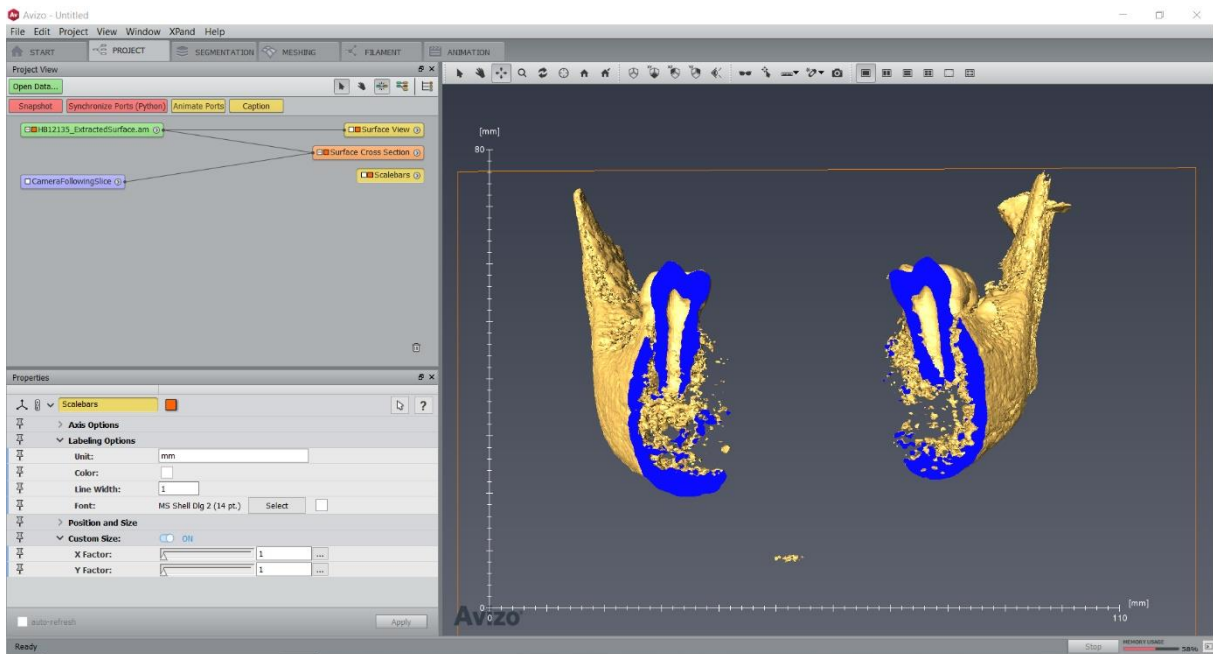 Avizo - Untitled
File Edit Project View Window XPand Help
START PROJECT SEGMENTATION MESHING FILAMENT ANIMATION
Project View
Open Data...
Snapshot Synchronize Ports (Python) Animate Ports Caption
HB12135_ExtractedSurface.am
Surface View
Surface Cross Section
Scalebars
CameraFollowingSlice
Properties
Scalebars
?
Axis Options
Labeling Options
Unit: mm
Color:
Line Width: 1
Font: MS Shell Dlg 2 (14 pt.) Select
Position and Size
Custom Size: ON
X Factor: 1 ...
Y Factor: 1 ...
auto-refresh Apply
Ready
[mm]
80
0
Avizo
0
110
[mm]
Stop
MEMORY USAGE
50%